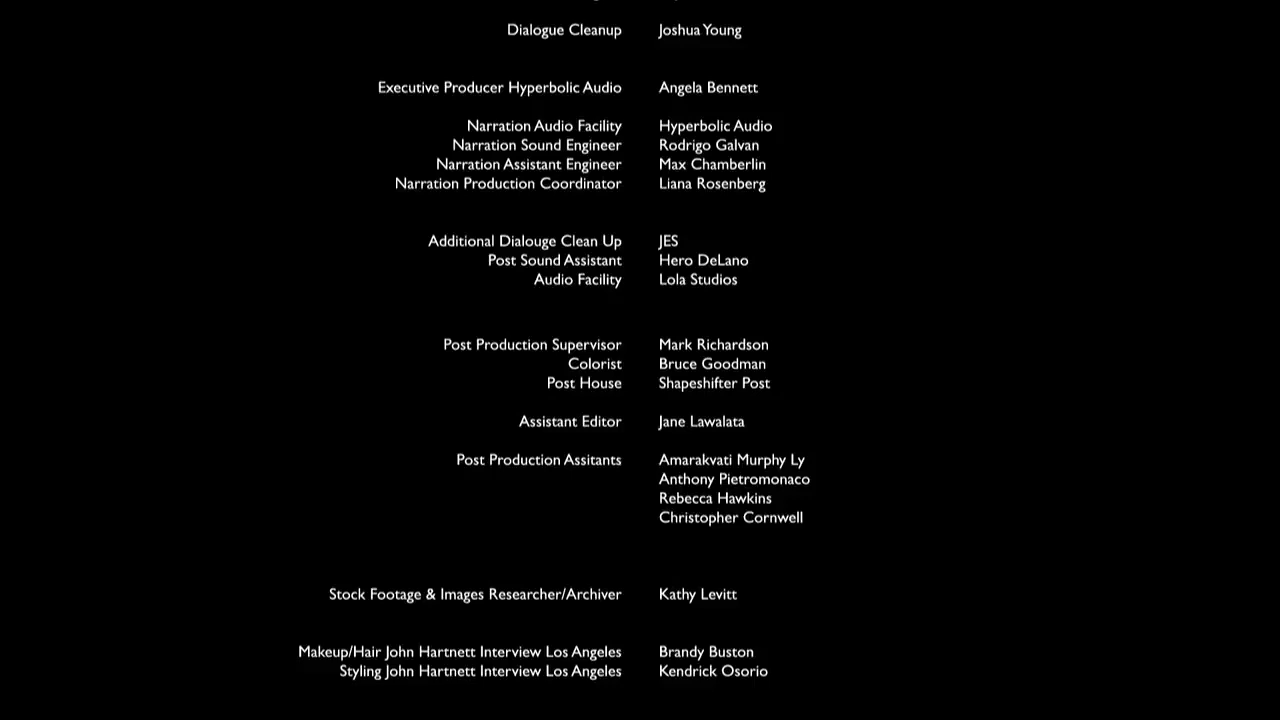 Dialogue Cleanup Joshua Young
Executive Producer Hyperbolic Audio Angela Bennett
Narration Audio Facility Hyperbolic Audio
Narration Sound Engineer Rodrigo Galvan
Narration Assistant Engineer Max Chamberlin
Narration Production Coordinator Liana Rosenberg
Additional Dialouge Clean Up JES
Post Sound Assistant Hero DeLano
Audio Facility Lola Studios
Post Production Supervisor Mark Richardson
Colorist Bruce Goodman
Post House Shapeshifter Post
Assistant Editor Jane Lawalata
Post Production Assitants Amarakvati Murphy Ly
Anthony Pietromonaco
Rebecca Hawkins
Christopher Cornwell
Stock Footage & Images Researcher/Archiver Kathy Levitt
Makeup/Hair John Hartnett Interview Los Angeles Brandy Buston
Styling John Hartnett Interview Los Angeles Kendrick Osorio